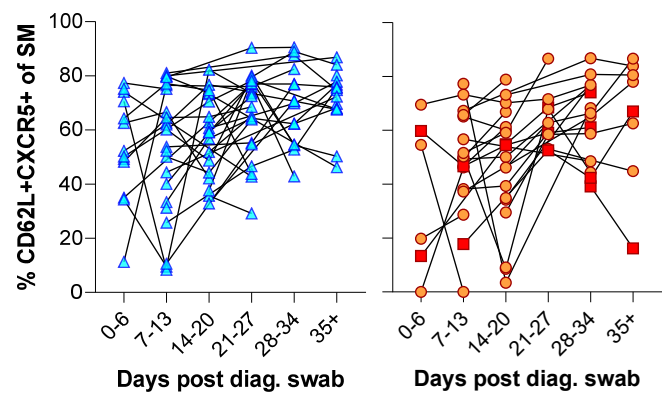 % CD62L+CXCR5+ of SM
100
80
60
40
20
0
0-6 7-13 14-20 21-27 28-34 35+
Days post diag. swab
0-6 7-13 14-20 21-27 28-34 35+
Days post diag. swab